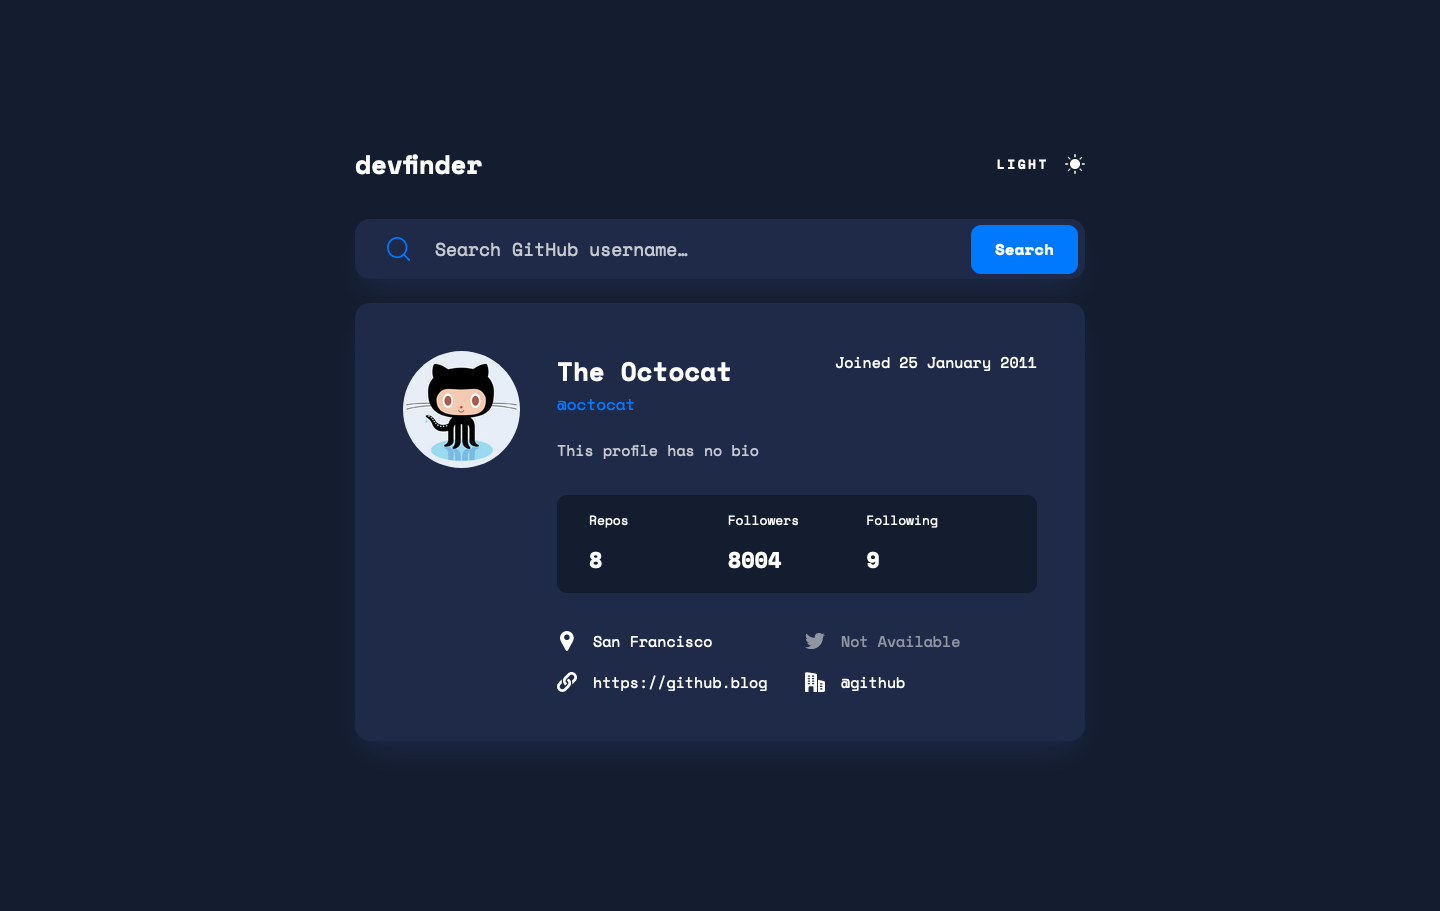 devfinder
LIGHT
Search GitHub username…
Search
The Octocat
Joined 25 January 2011
@octocat
This profile has no bio
Repos
Followers
Following
8
8004
9
San Francisco
Not Available
https://github.blog
@github